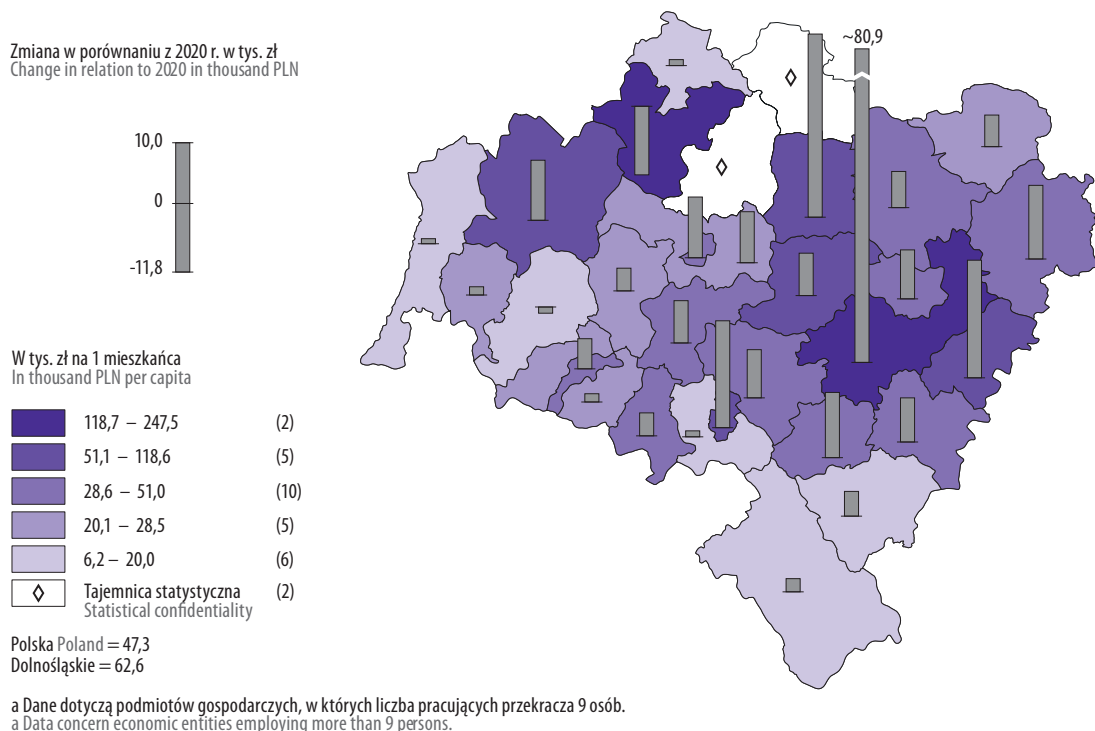 Zmiana w porównaniu z 2020 r. w tys. zł
Change in relation to 2020 in thousand PLN
~80,9
10,0
0
-11,8
W tys. zł na 1 mieszkańca
In thousand PLN per capita
118,7 – 247,5 (2)
51,1 – 118,6 (5)
28,6 – 51,0 (10)
20,1 – 28,5 (5)
6,2 – 20,0 (6)
Tajemnica statystyczna (2)
Statistical confidentiality
Polska Poland = 47,3
Dolnośląskie = 62,6
a Dane dotyczą podmiotów gospodarczych, w których liczba pracujących przekracza 9 osób.
a Data concern economic entities employing more than 9 persons.